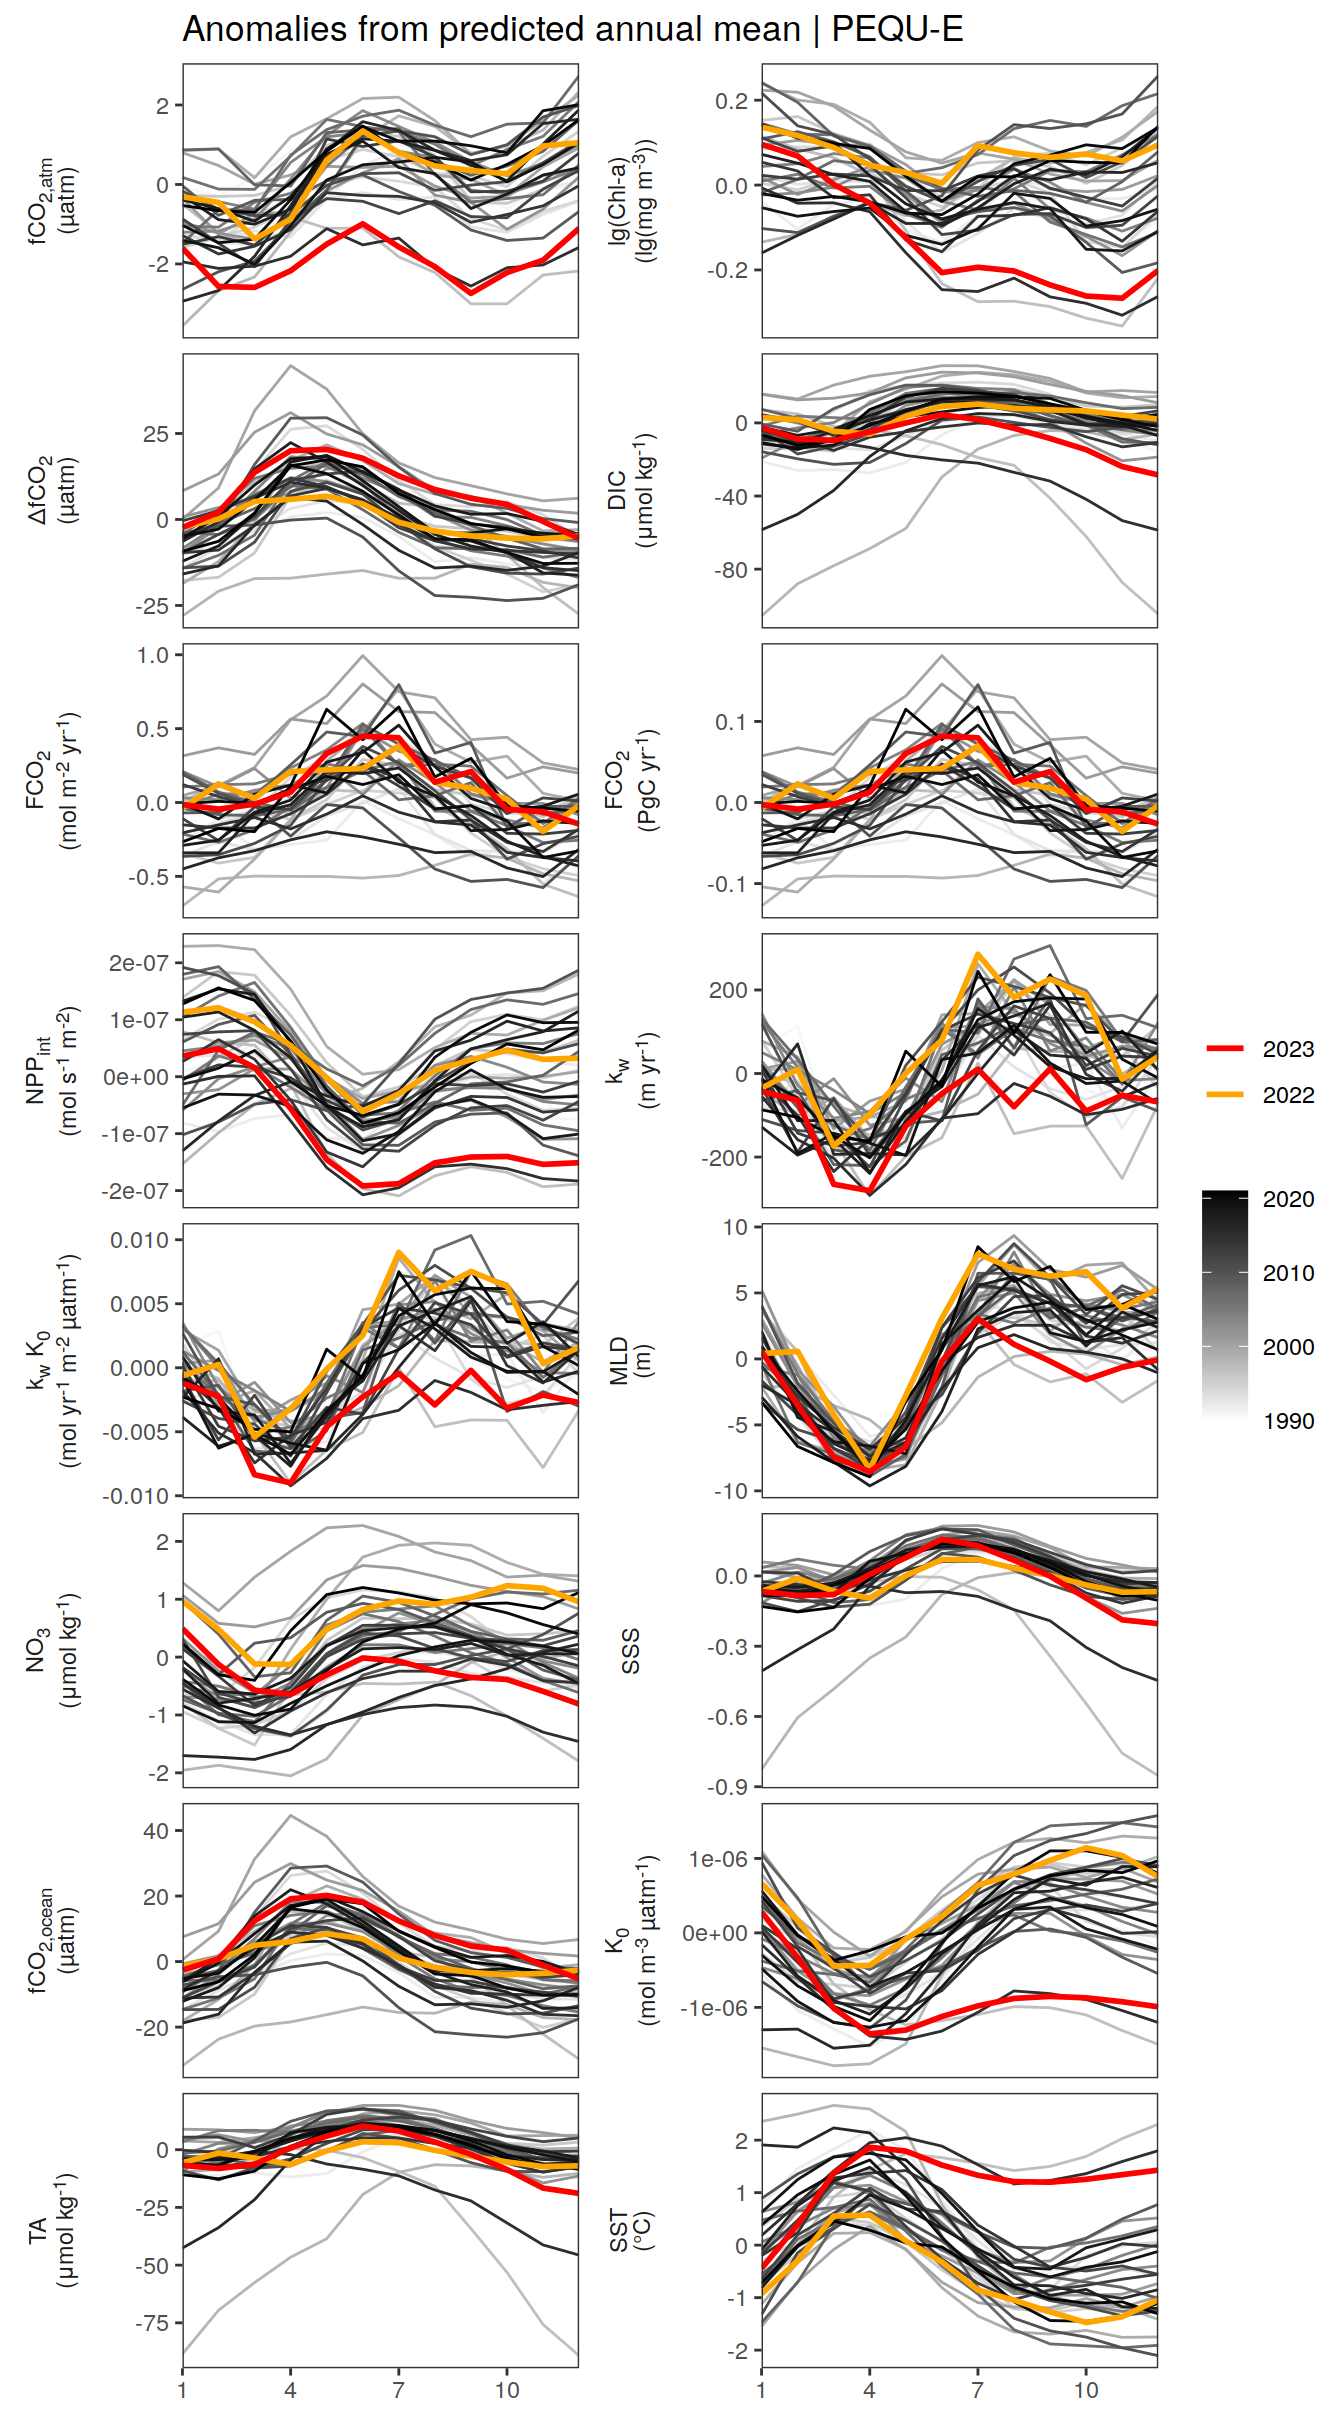 Anomalies from predicted annual mean | PEQU-E
fCO2,atm
(µatm)
2
0
-2
lg(Chl-a)
(lg(mg m-3))
0.2
0.0
-0.2
ΔfCO2
(µatm)
25
0
-25
DIC
(µmol kg-1)
0
-40
-80
FCO2
(mol m-2 yr-1)
1.0
0.5
0.0
-0.5
FCO2
(PgC yr-1)
0.1
0.0
-0.1
NPPint
(mol s-1 m-2)
2e-07
1e-07
0e+00
-1e-07
-2e-07
kw
(m yr-1)
200
0
-200
kw K0
(mol yr-1 m-2 µatm-1)
0.010
0.005
0.000
-0.005
-0.010
MLD
(m)
10
5
0
-5
-10
NO3
(µmol kg-1)
2
1
0
-1
-2
SSS
0.0
-0.3
-0.6
-0.9
fCO2,ocean
(µatm)
40
20
0
-20
K0
(mol m-3 µatm-1)
1e-06
0e+00
-1e-06
TA
(µmol kg-1)
0
-25
-50
-75
SST
(°C)
2
1
0
-1
-2
1 4 7 10
1 4 7 10
2023
2022
2020
2010
2000
1990